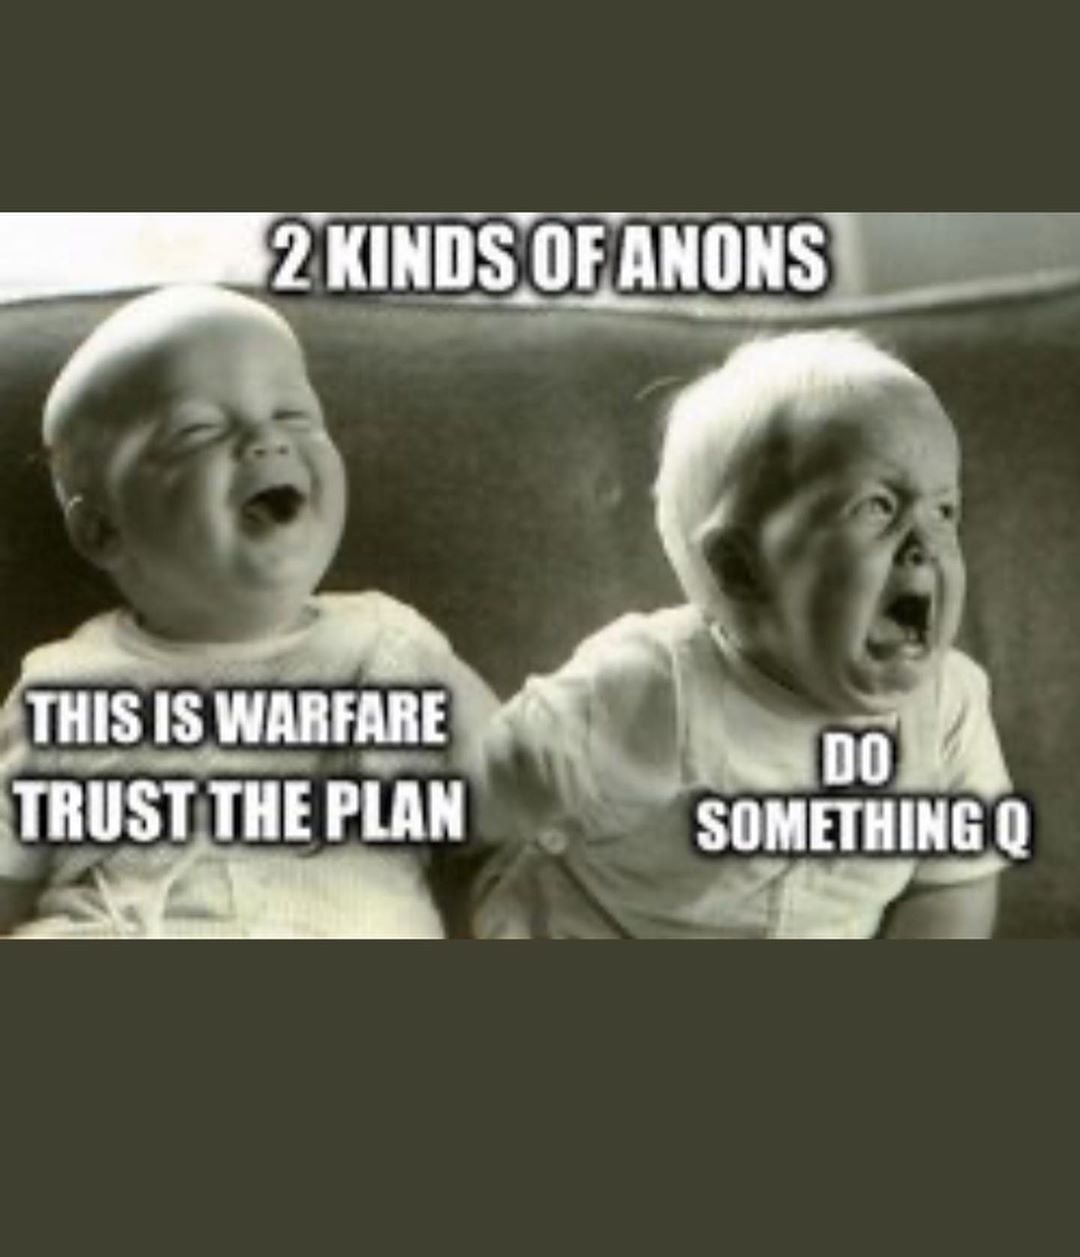 2 KINDS OF ANONS
THIS IS WARFARE
TRUST THE PLAN
DO
SOMETHING Q